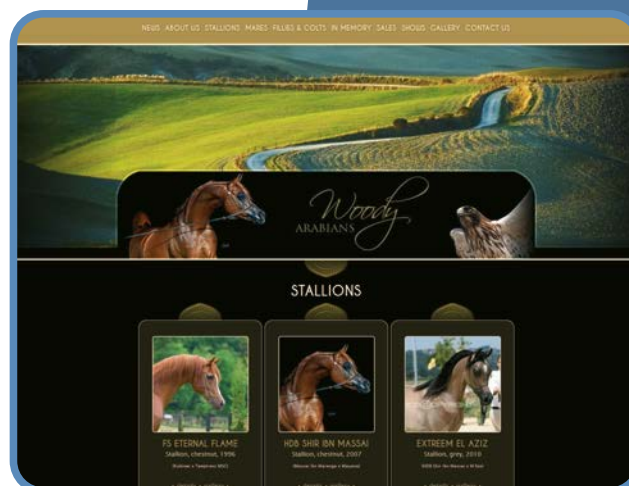 NEWS ABOUT US STALLIONS MARES FILLIES & COLTS IN MEMORY SALES SHOWS GALLERY CONTACT US
Woody
ARABIANS
STALLIONS
FS ETERNAL FLAME
Stallion, chestnut, 1996
HDB SHIR IBN MASSAI
Stallion, chestnut, 2007
EXTREEM EL AZIZ
Stallion, grey, 2010